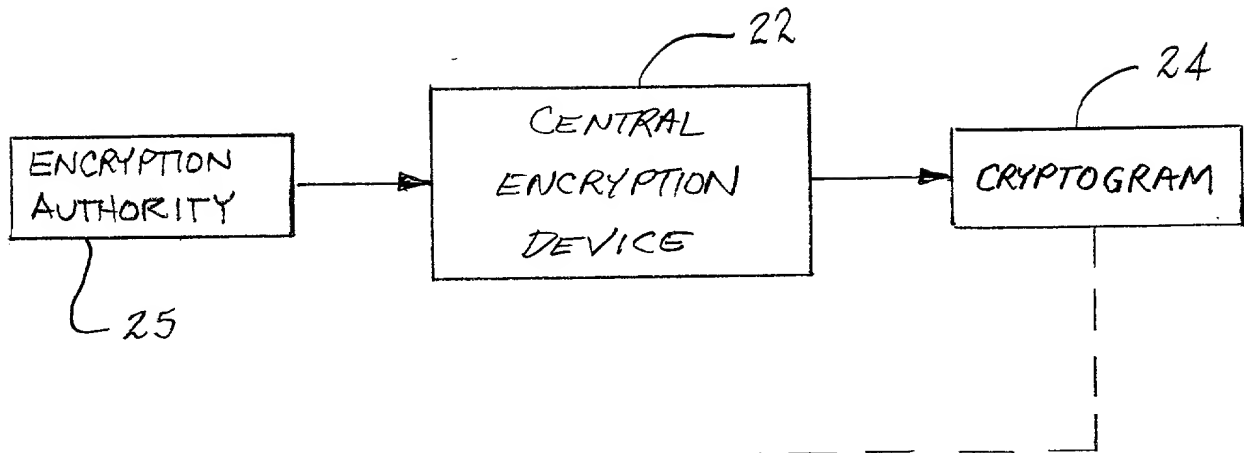 22
24
CENTRAL
ENCRYPTION
DEVICE
ENCRYPTION
AUTHORITY
CRYPTOGRAM
25